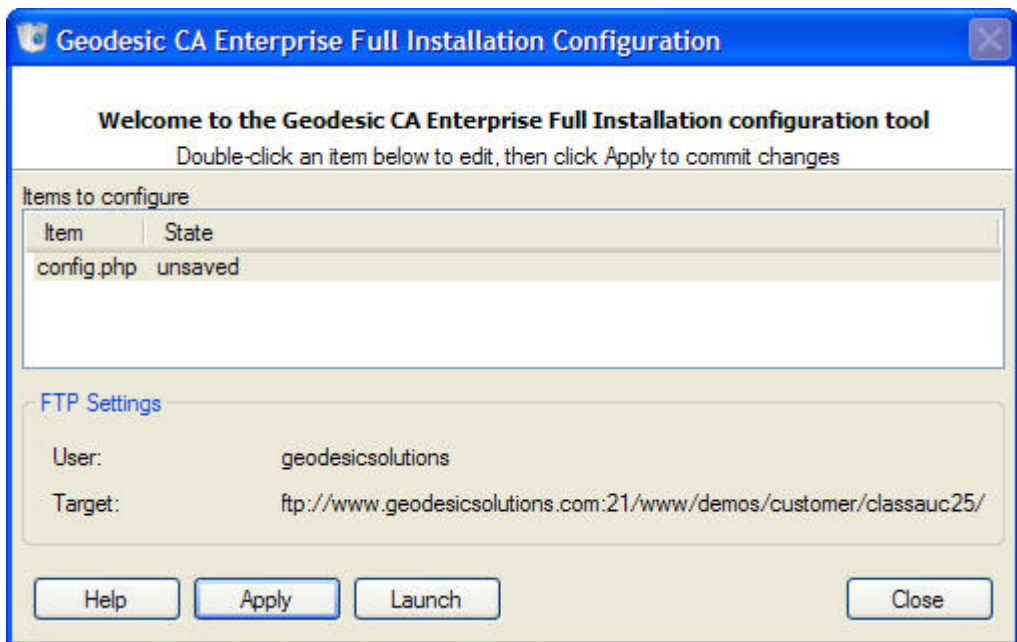 Geodesic CA Enterprise Full Installation Configuration
Welcome to the Geodesic CA Enterprise Full Installation configuration tool
Double-click an item below to edit, then click Apply to commit changes
Items to configure
Item State
config.php unsaved
FTP Settings
User: geodesicsolutions
Target: ftp://www.geodesicsolutions.com:21/www/demos/customer/classauc25/
Help Apply Launch Close